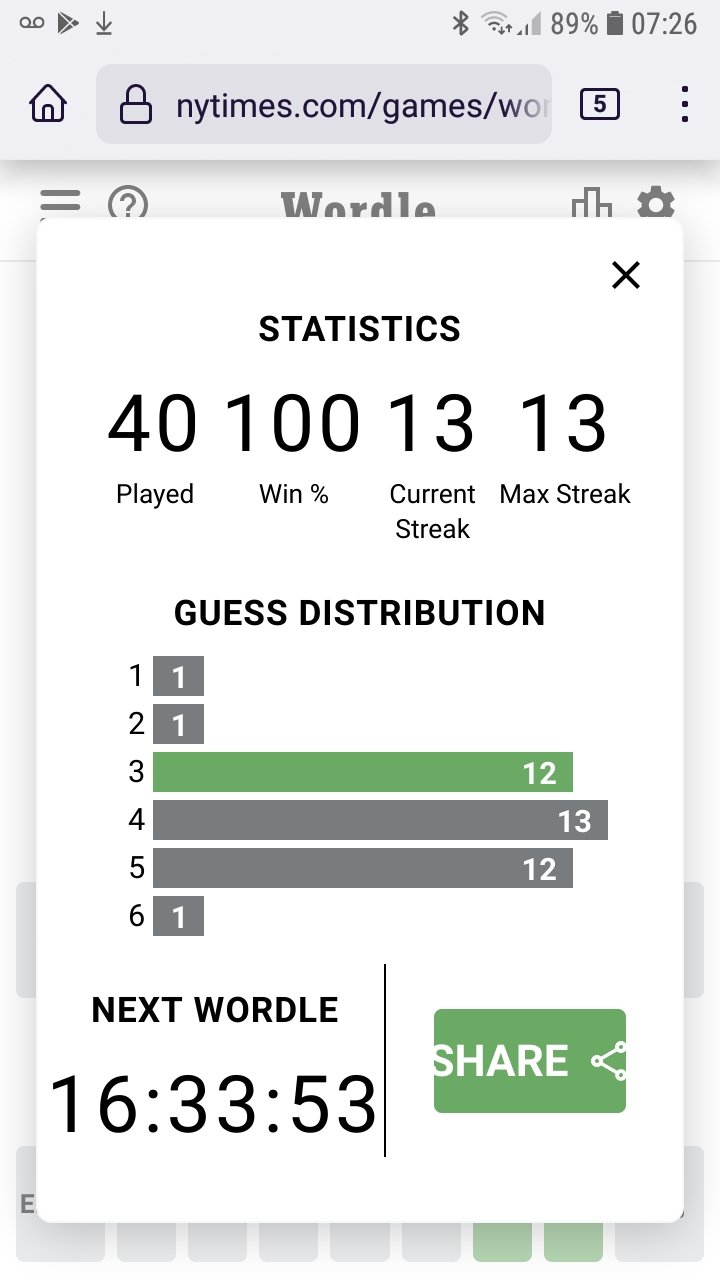 89% 07:26
5
nytimes.com/games/wor
Wordle
STATISTICS
40 100 13 13
Played Win % Current Streak Max Streak
GUESS DISTRIBUTION
1 1
2 1
3 12
4 13
5 12
6 1
NEXT WORDLE
16:33:53
SHARE
E